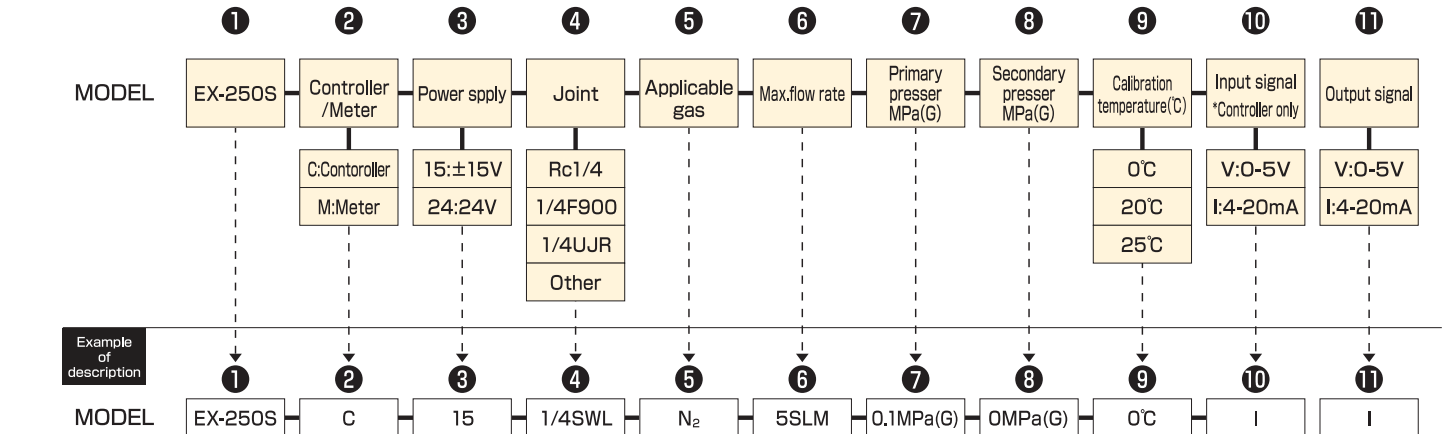 ❶ ❷ ❸ ❹ ❺ ❻ ❼ ❽ ❾ ❿ ⓫
MODEL
EX-250S
Controller
/Meter
Power spply
Joint
Applicable
gas
Max.flow rate
Primary
presser
MPa(G)
Secondary
presser
MPa(G)
Calibration
temperature(℃)
Input signal
*Controller only
Output signal
C:Contoroller
M:Meter
15:±15V
24:24V
Rc1/4
1/4F900
1/4UJR
Other
0℃
20℃
25℃
V:0-5V
I:4-20mA
V:0-5V
I:4-20mA
Example
of
description
❶ ❷ ❸ ❹ ❺ ❻ ❼ ❽ ❾ ❿ ⓫
MODEL EX-250S C 15 1/4SWL N₂ 5SLM 0.1MPa(G) 0MPa(G) 0℃ I I